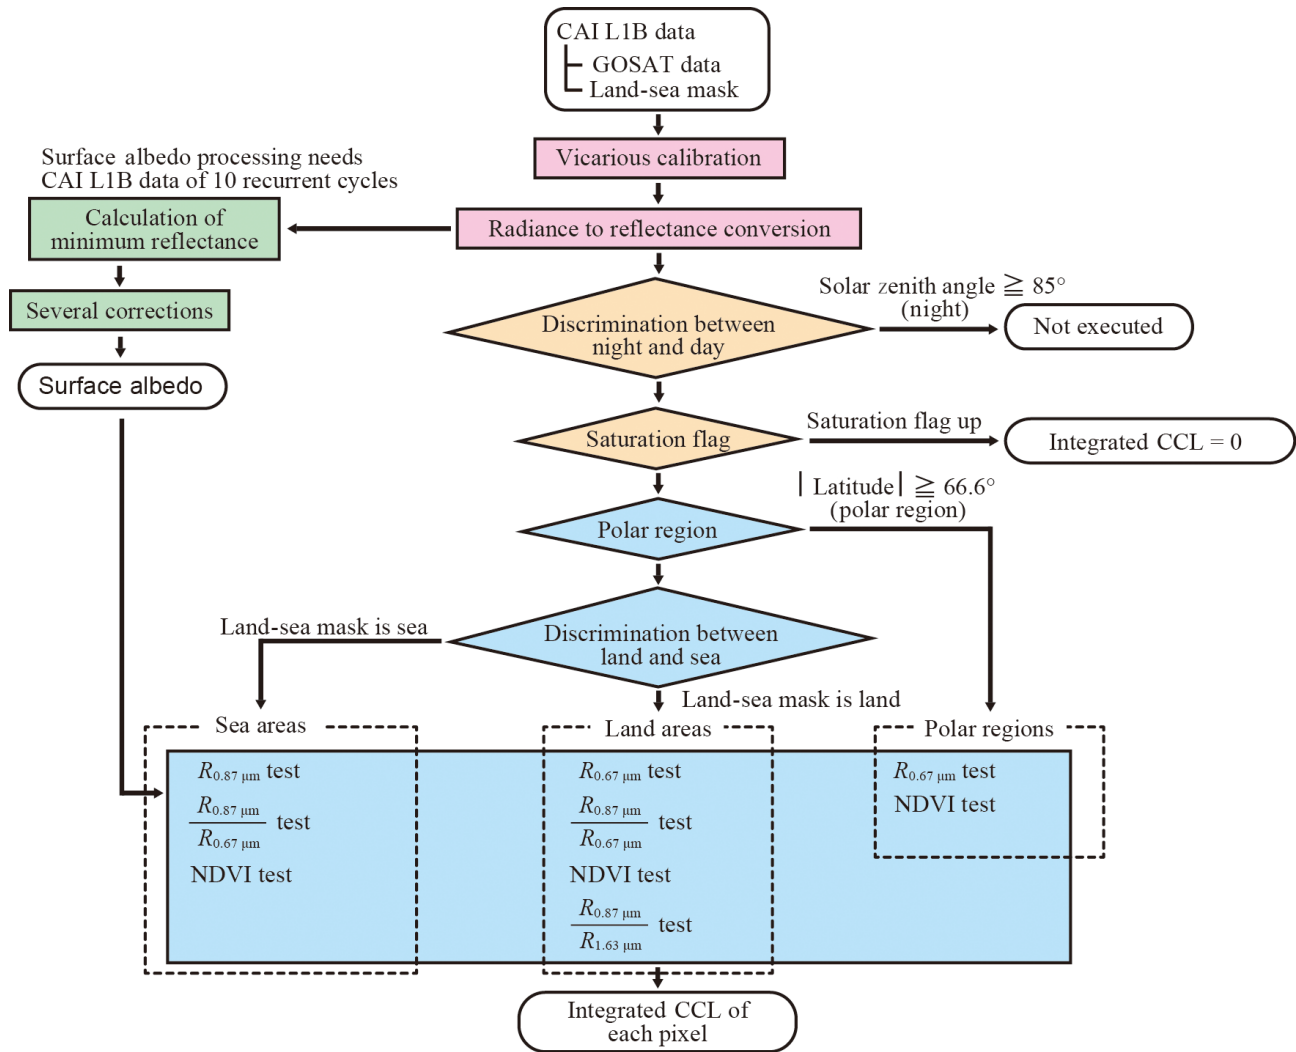 CAI L1B data
GOSAT data
Land-sea mask
Vicarious calibration
Surface albedo processing needs
CAI L1B data of 10 recurrent cycles
Calculation of
minimum reflectance
Radiance to reflectance conversion
Several corrections
Surface albedo
Discrimination between
night and day
Solar zenith angle ≧ 85°
(night)
Not executed
Saturation flag
Saturation flag up
Integrated CCL = 0
Polar region
| Latitude | ≧ 66.6°
(polar region)
Discrimination between
land and sea
Land-sea mask is sea
Land-sea mask is land
Sea areas
R0.87 μm test
R0.87 μm
R0.67 μm
test
NDVI test
Land areas
R0.67 μm test
R0.87 μm
R0.67 μm
test
NDVI test
R0.87 μm
R1.63 μm
test
Polar regions
R0.67 μm test
NDVI test
Integrated CCL of
each pixel